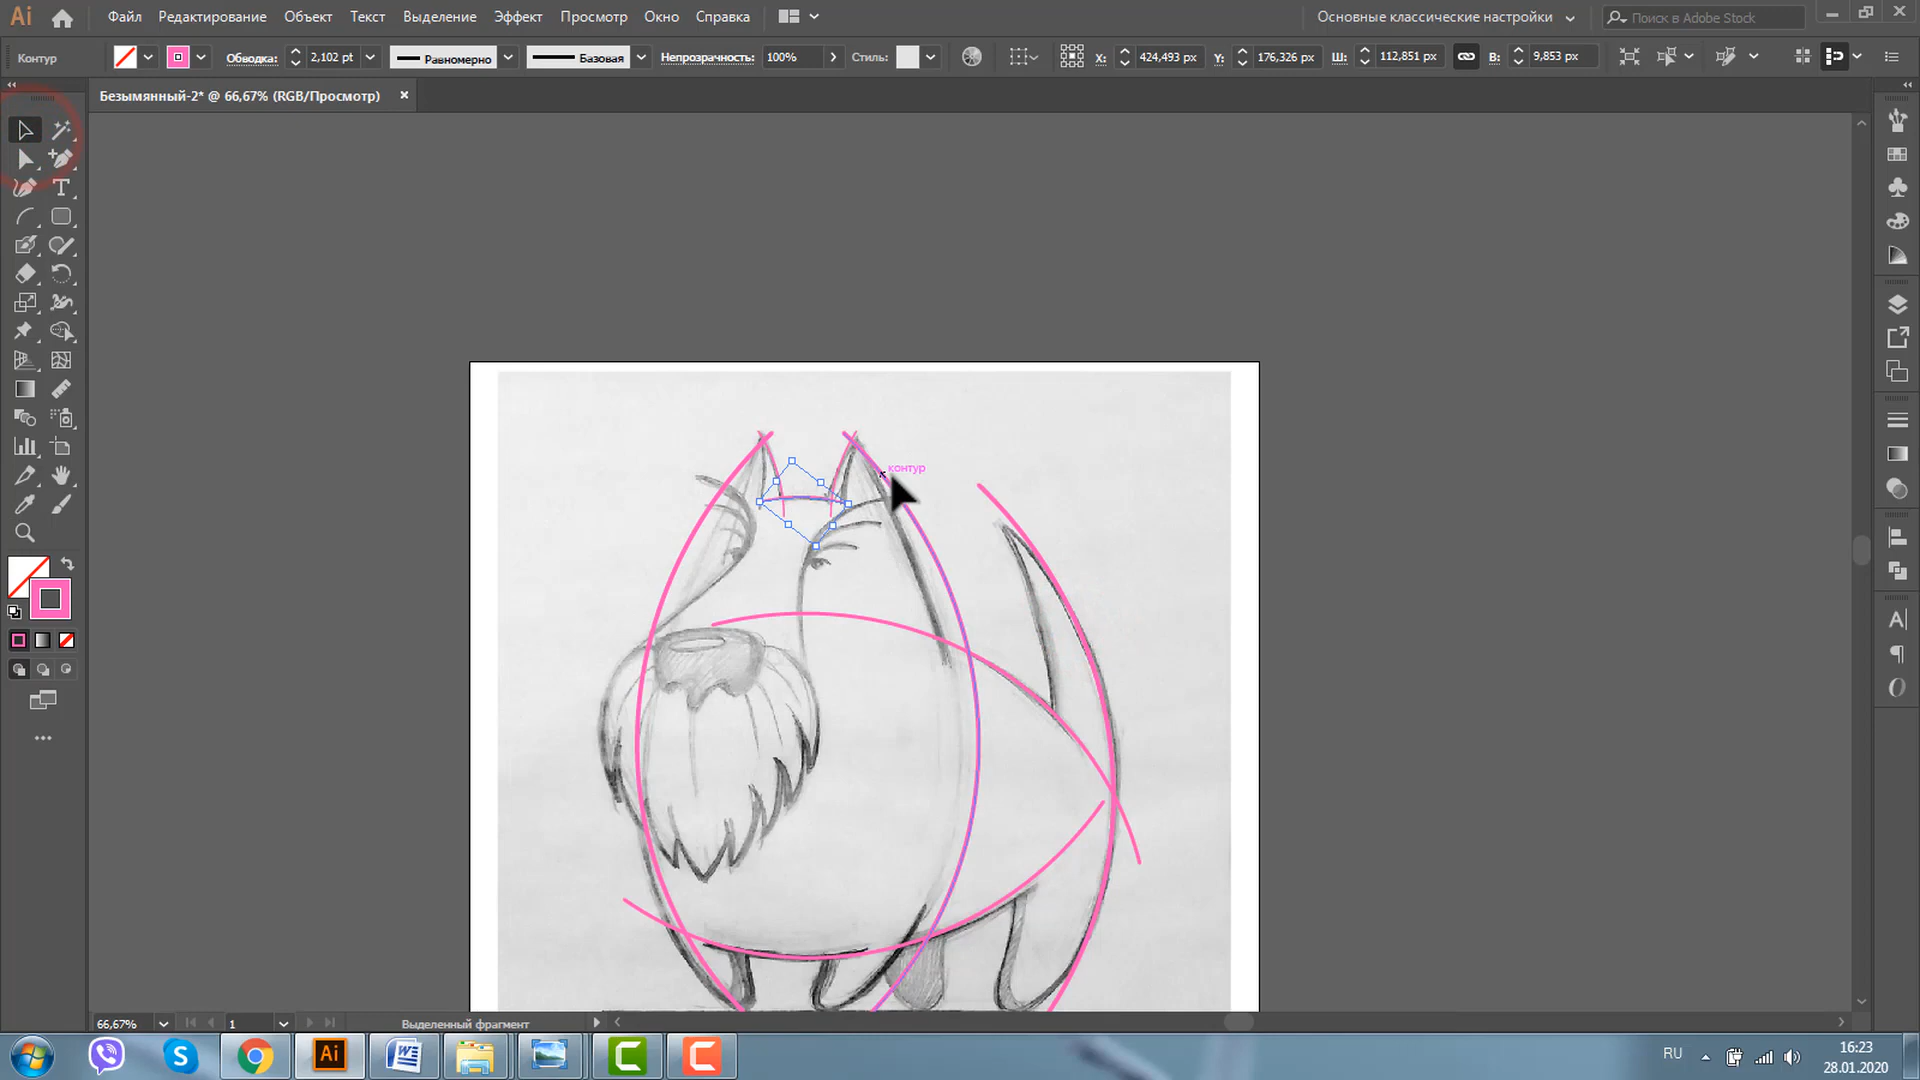 Ai Файл Редактирование Объект Текст Выделение Эффект Просмотр Окно Справка Основные классические настройки Поиск в Adobe Stock
Контур Обводка: 2,102 pt Равномерно Базовая Непрозрачность: 100% Стиль: X: 424,493 px Y: 176,326 px Ш: 112,851 px В: 9,853 px
Безымянный-2* @ 66,67% (RGB/Просмотр) ×
контур
66,67% 1 Выделенный фрагмент
RU 16:23
28.01.2020